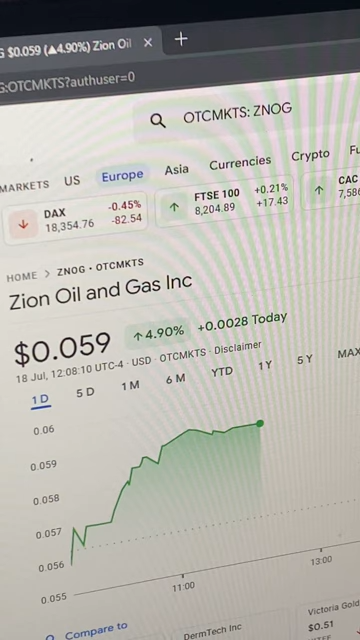 G $0.059 (▲4.90%) Zion Oil
G:OTCMKTS?authuser=0
OTCMKTS: ZNOG
MARKETS US Europe Asia Currencies Crypto Fu
DAX -0.45%
18,354.76 -82.54
FTSE 100 +0.21%
8,204.89 +17.43
CAC
7,586
HOME > ZNOG • OTCMKTS
Zion Oil and Gas Inc
$0.059 ↑4.90% +0.0028 Today
18 Jul, 12:08:10 UTC-4 · USD · OTCMKTS · Disclaimer
1D 5D 1M 6M YTD 1Y 5Y MAX
0.06
0.059
0.058
0.057
0.056
0.055
11:00 13:00
Compare to
DermTech Inc
Victoria Gold
$0.51